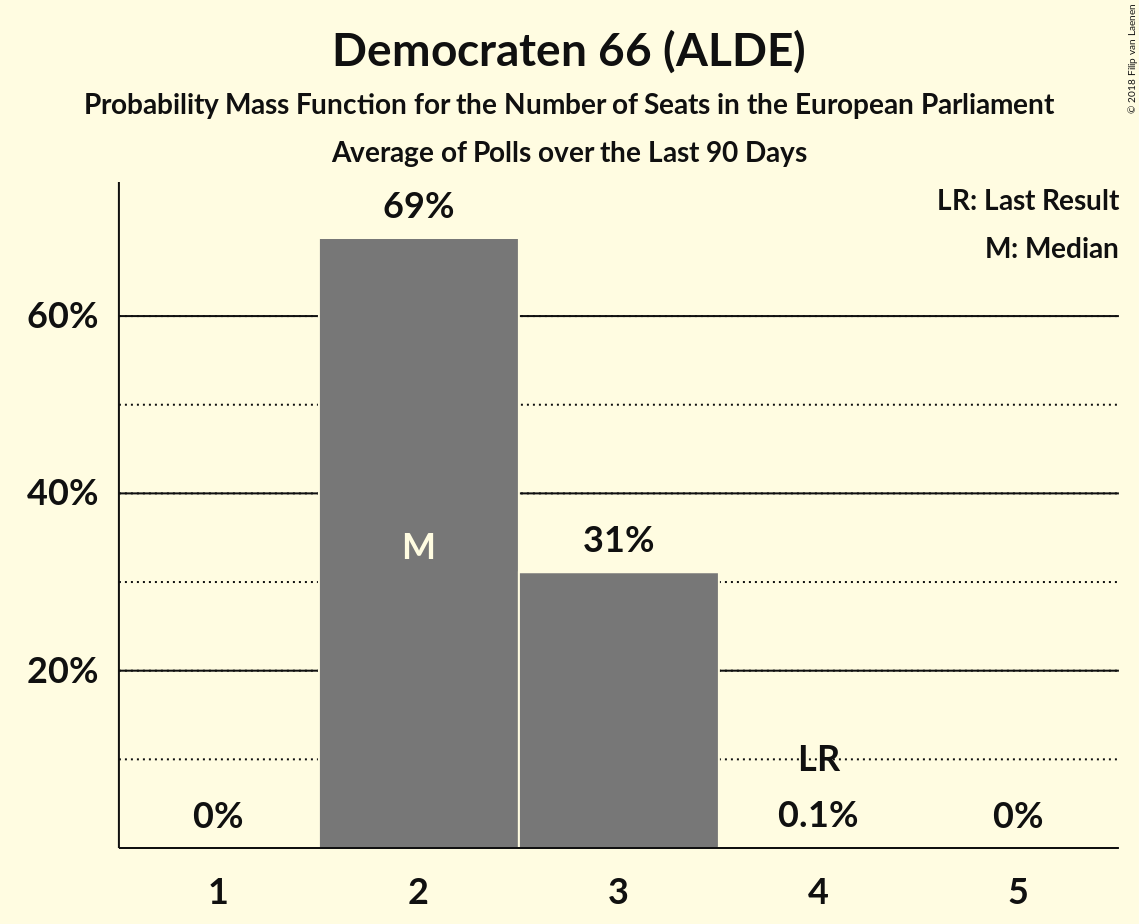 Democraten 66 (ALDE)
Probability Mass Function for the Number of Seats in the European Parliament
Average of Polls over the Last 90 Days
© 2018 Filip van Laenen
LR: Last Result
M: Median
69%
60%
40%
M
31%
20%
LR
0%
0.1%
0%
1 2 3 4 5